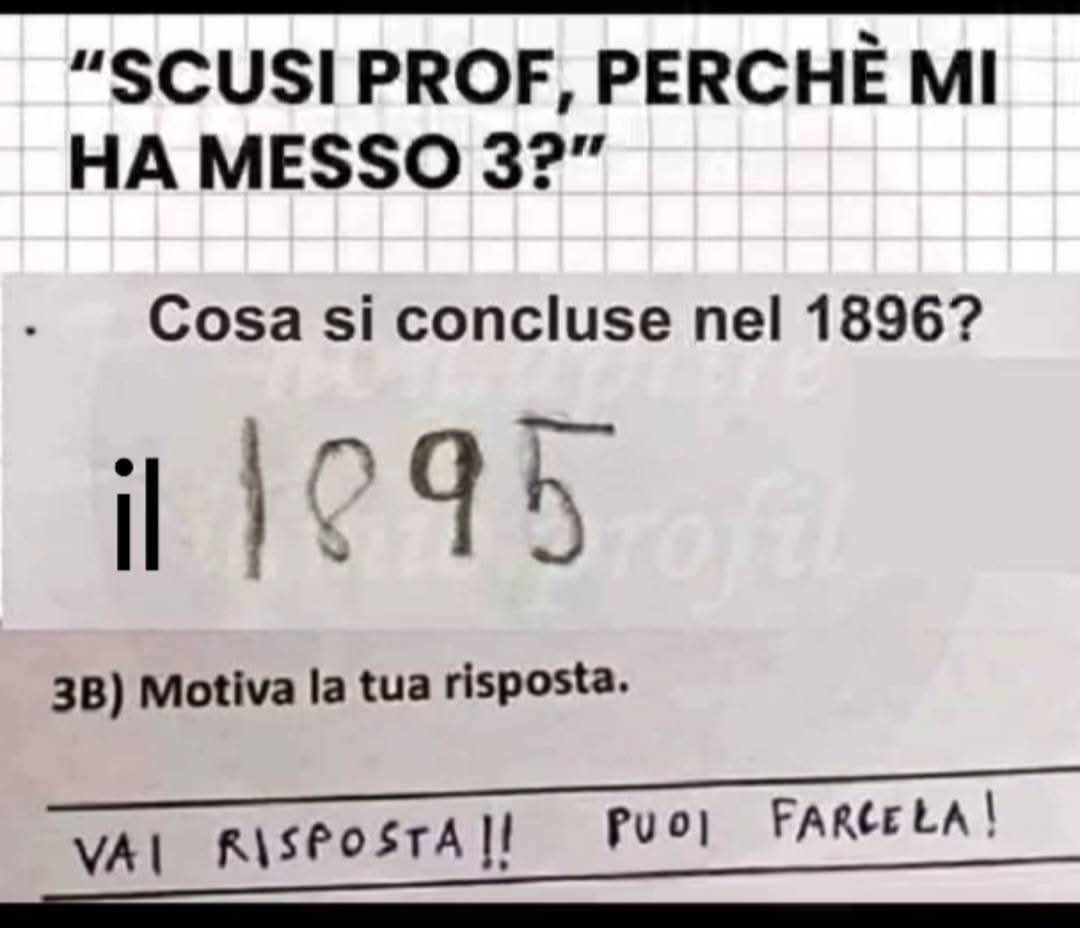 “SCUSI PROF, PERCHÈ MI
HA MESSO 3?”
Cosa si concluse nel 1896?
il 1895
3B) Motiva la tua risposta.
VAI RISPOSTA!! PUOI FARCELA!